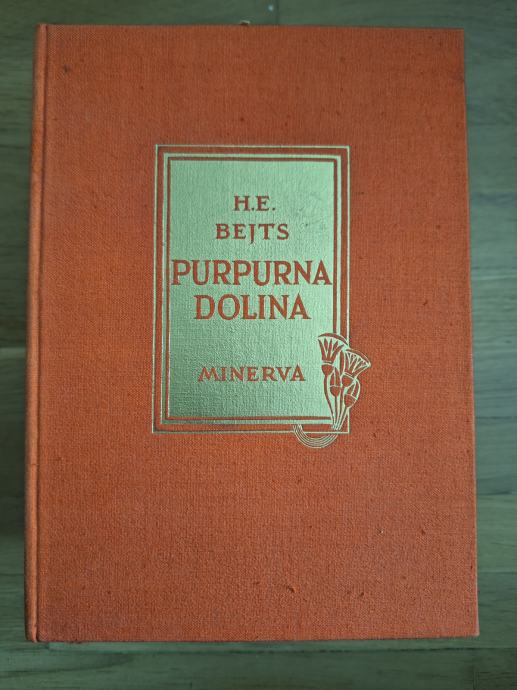 H.E.
BEJTS
PURPURNA
DOLINA
MINERVA